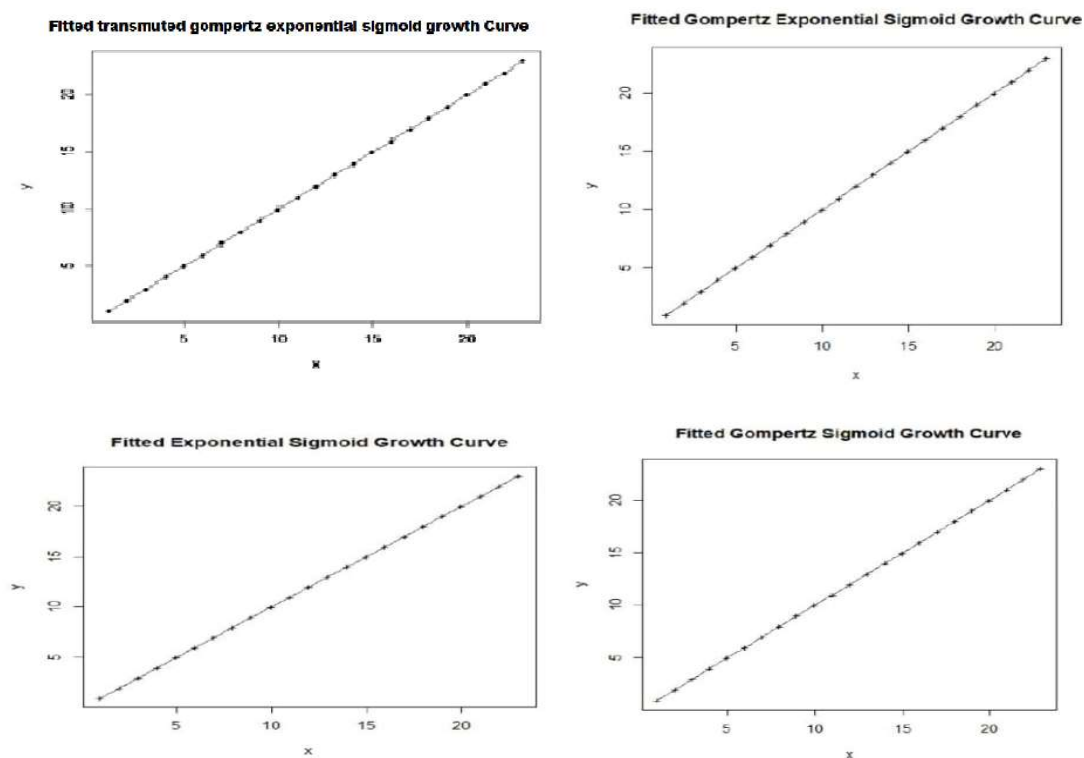 Fitted transmuted gompertz exponential sigmoid growth Curve
y
20
15
10
5
5 10 15 20
x
Fitted Gompertz Exponential Sigmoid Growth Curve
y
20
15
10
5
5 10 15 20
x
Fitted Exponential Sigmoid Growth Curve
y
20
15
10
5
5 10 15 20
x
Fitted Gompertz Sigmoid Growth Curve
y
20
15
10
5
5 10 15 20
x